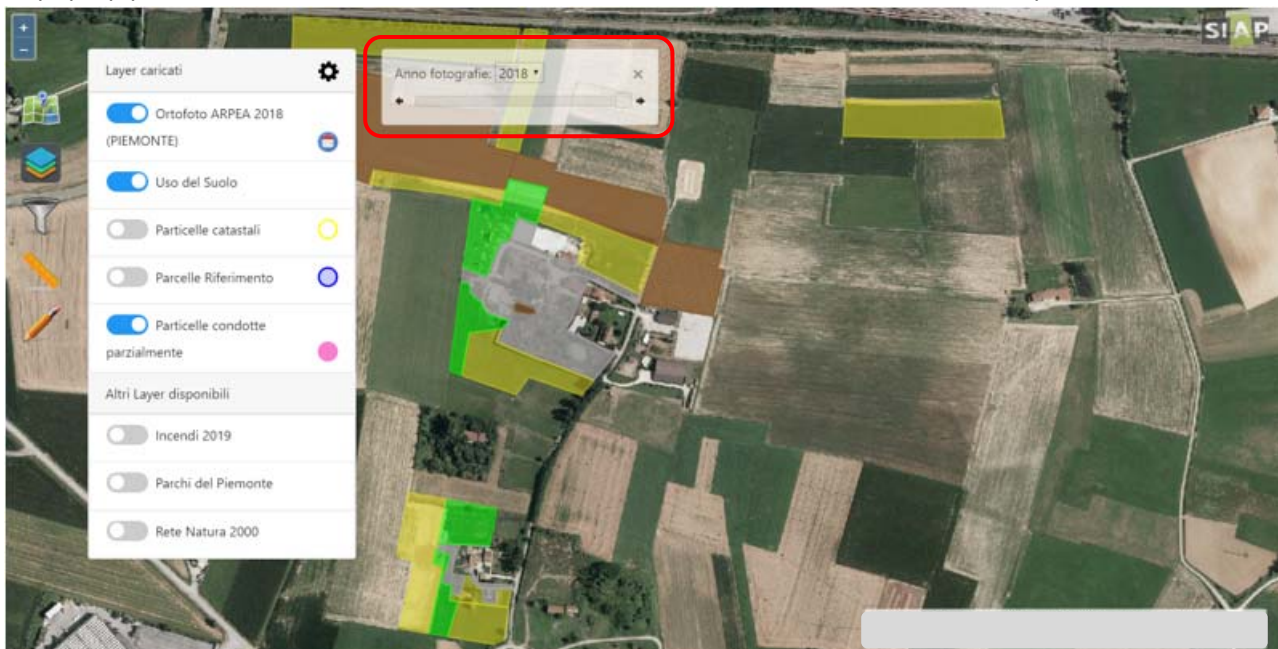 +
SIAP
-
Layer caricati
Anno fotografie: 2018
×
Ortofoto ARPEA 2018
(PIEMONTE)
Uso del Suolo
Particelle catastali
Parcelle Riferimento
Particelle condotte
parzialmente
Altri Layer disponibili
Incendi 2019
Parchi del Piemonte
Rete Natura 2000